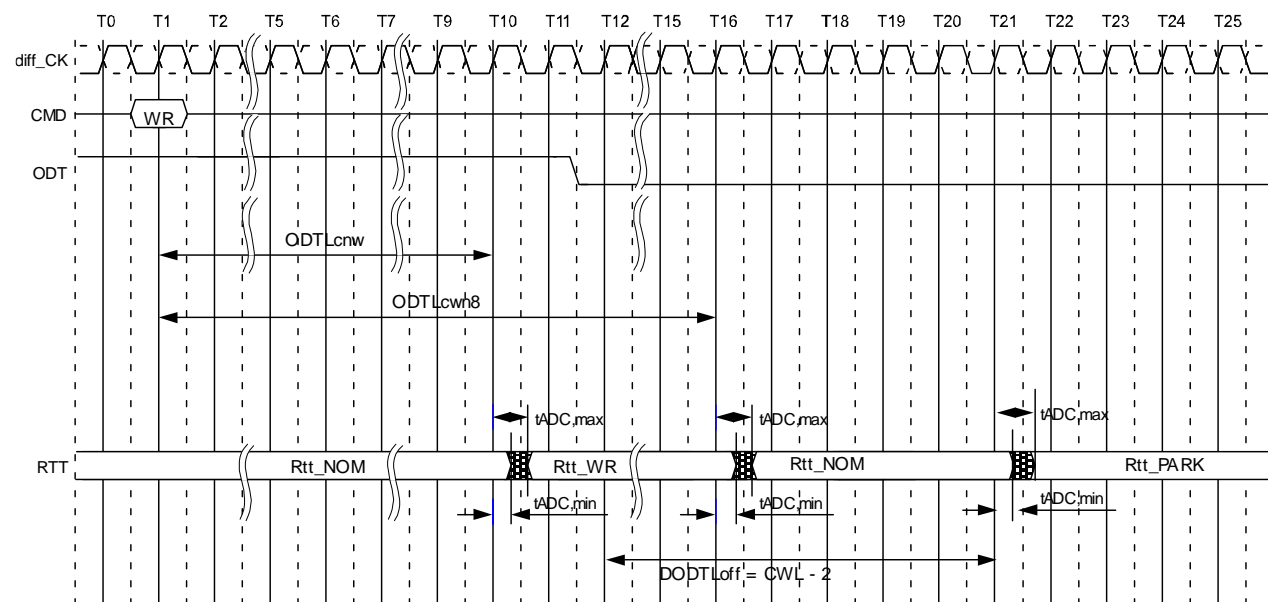 T0 T1 T2 T5 T6 T7 T9 T10 T11 T12 T15 T16 T17 T18 T19 T20 T21 T22 T23 T24 T25
diff_CK
CMD WR
ODT
ODTLcnw
ODTLcwn8
tADC,max tADC,max tADC,max
RTT Rtt_NOM Rtt_WR Rtt_NOM Rtt_PARK
tADC,min tADC,min tADC,min
DODTLoff = CWL - 2